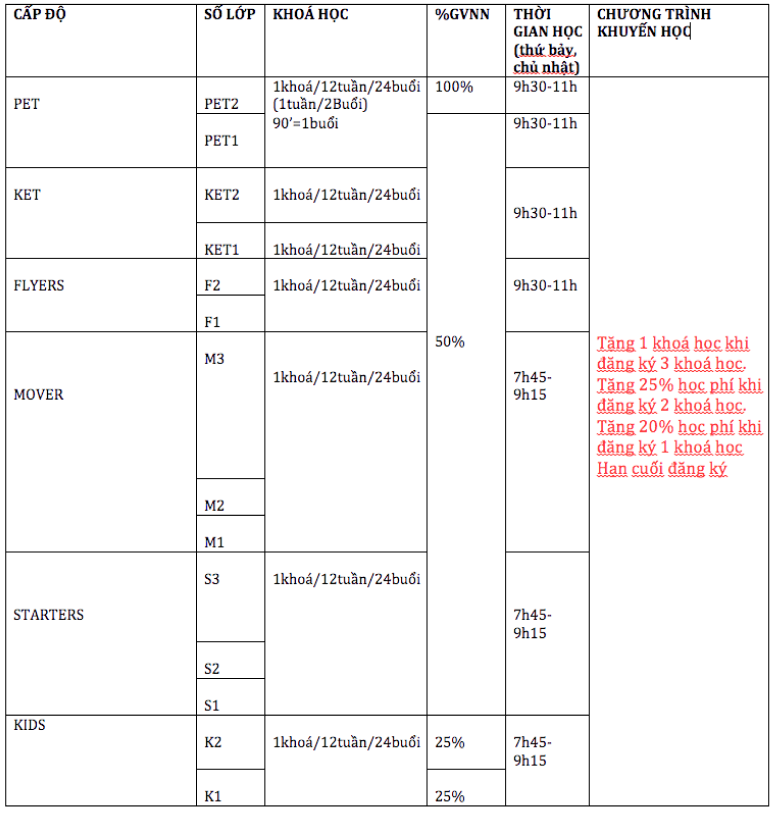 CẤP ĐỘ SỐ LỚP KHOÁ HỌC %GVNN THỜI CHƯƠNG TRÌNH
GIAN HỌC KHUYẾN HỌC
(thứ bảy,
chủ nhật)
1khoá/12tuần/24buổi 100% 9h30-11h
PET PET2 (1tuần/2Buổi)
90’=1buổi 9h30-11h
PET1
KET KET2 1khoá/12tuần/24buổi
9h30-11h
KET1 1khoá/12tuần/24buổi
FLYERS F2 1khoá/12tuần/24buổi 9h30-11h
F1
50% Tặng 1 khoá học khi
M3 đăng ký 3 khoá học.
1khoá/12tuần/24buổi 7h45-
Tặng 25% học phí khi
MOVER 9h15
đăng ký 2 khoá học.
Tặng 20% học phí khi
đăng ký 1 khoá học
Hạn cuối đăng ký
M2
M1
S3 1khoá/12tuần/24buổi
STARTERS 7h45-
9h15
S2
S1
KIDS
K2 1khoá/12tuần/24buổi 25% 7h45-
9h15
K1 25%